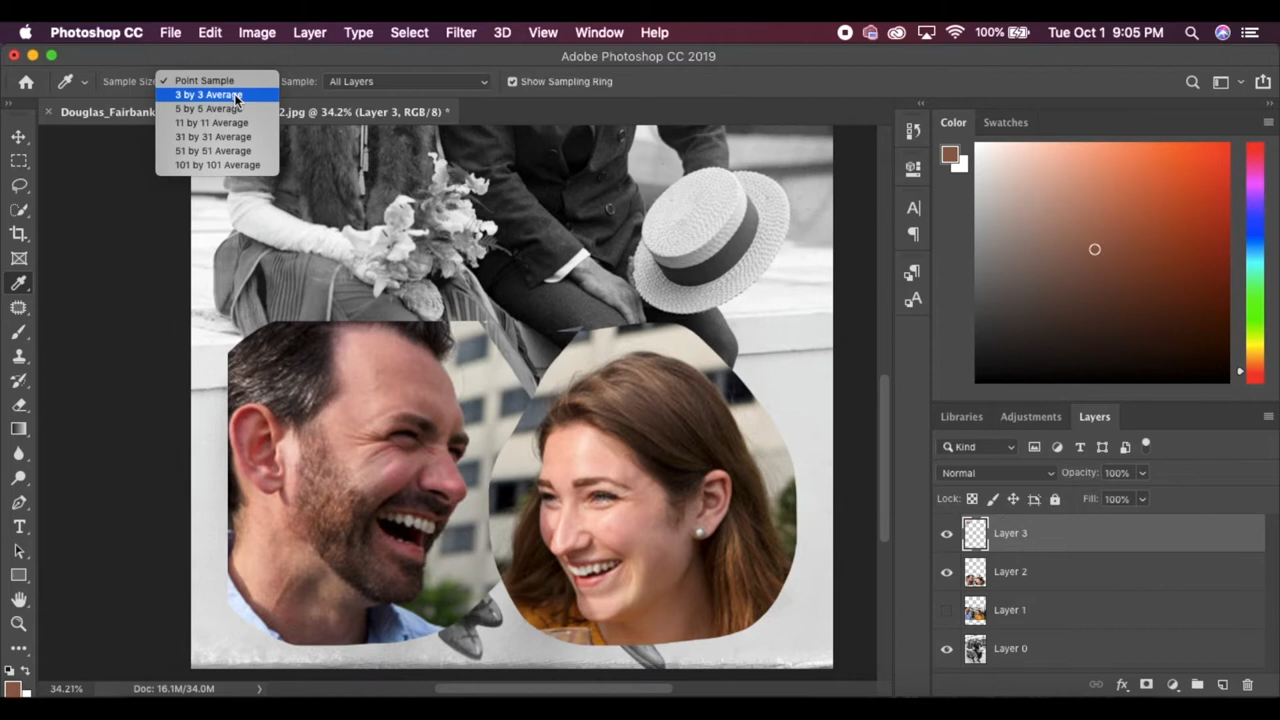 Photoshop CC File Edit Image Layer Type Select Filter 3D View Window Help 100% Tue Oct 1 9:05 PM
Adobe Photoshop CC 2019
Sample Size Point Sample Sample: All Layers Show Sampling Ring
3 by 3 Average
5 by 5 Average
11 by 11 Average
31 by 31 Average
51 by 51 Average
101 by 101 Average
Douglas_Fairbank 2.jpg @ 34.2% (Layer 3, RGB/8) *
Color Swatches
Libraries Adjustments Layers
Kind
Normal Opacity: 100%
Lock: Fill: 100%
Layer 3
Layer 2
Layer 1
Layer 0
34.21% Doc: 16.1M/34.0M